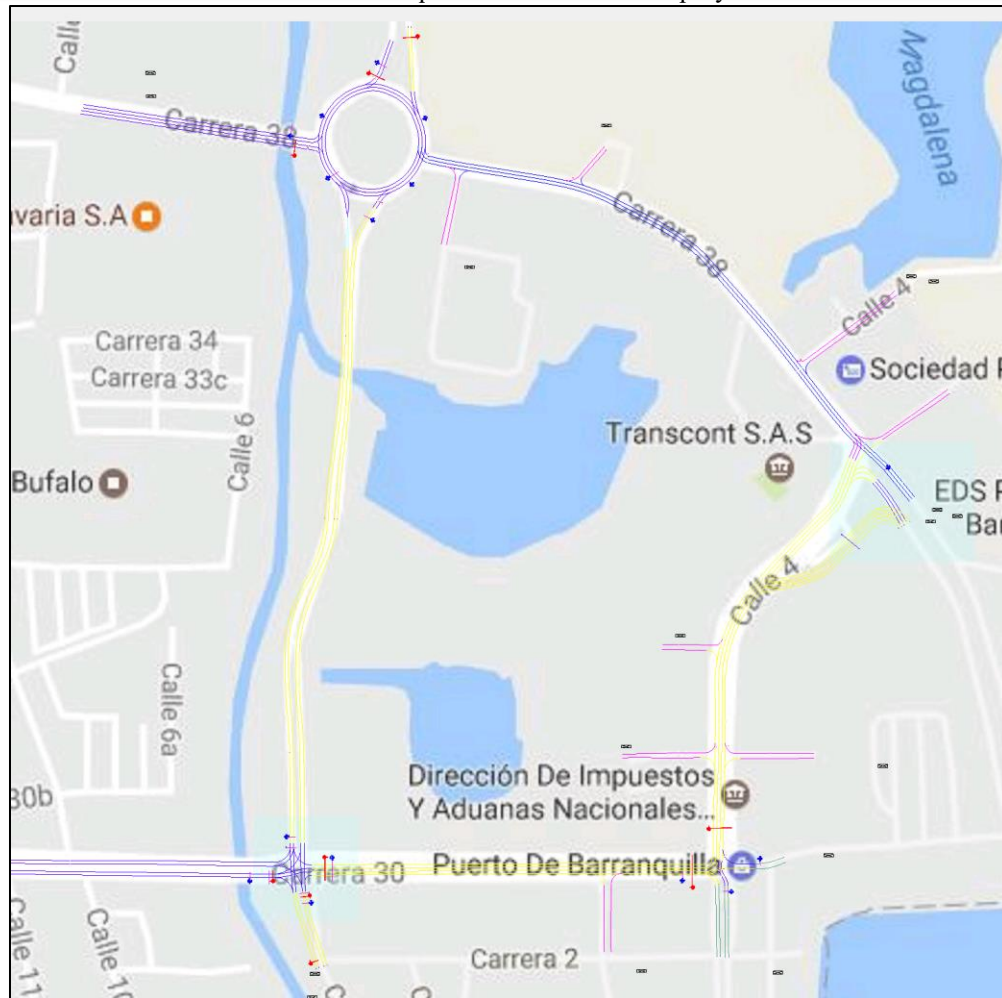 Calle
Magdalena
Carrera 38
avaria S.A
Carrera 38
Calle 4
Carrera 34
Carrera 33c
Sociedad P
Calle 6
Transcont S.A.S
Bufalo
EDS P
Bar
Calle 4
Calle 6a
Dirección De Impuestos
Y Aduanas Nacionales...
30b
Carrera 30
Puerto De Barranquilla
Calle 11
Calle 10
Carrera 2